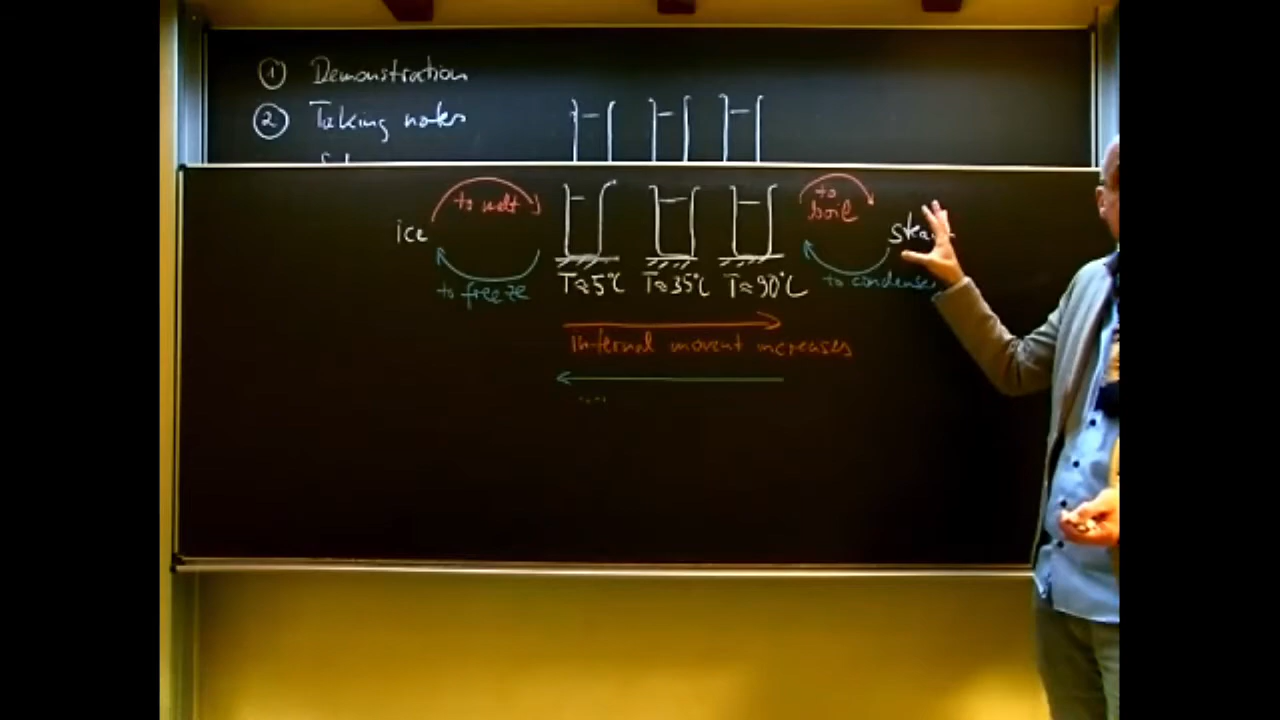 ① Demonstration
② Taking notes
to melt
to boil
ice
to freeze
to condense
T≈5°C T≈35°C T≈90°C
internal movent increases
....